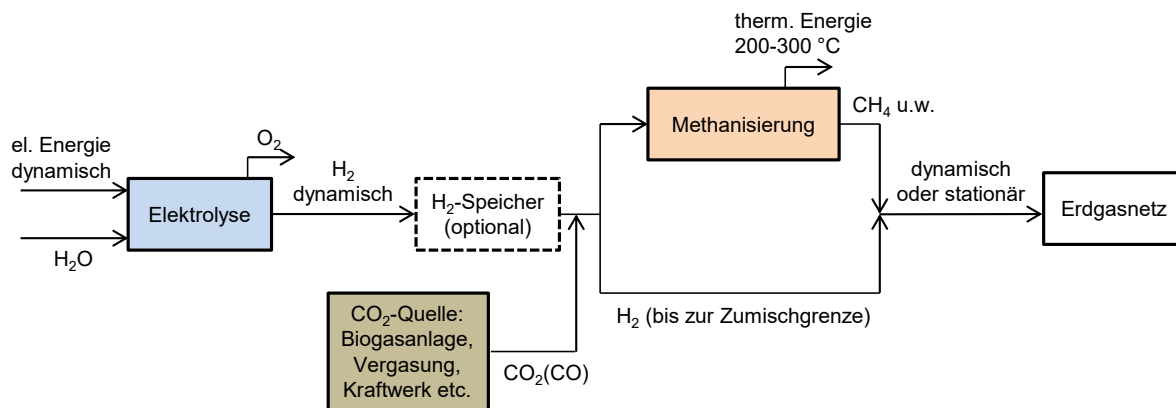 therm. Energie
200-300 °C
CH₄ u.w.
Methanisierung
el. Energie
dynamisch
O₂
H₂
dynamisch
dynamisch
oder stationär
Elektrolyse
H₂-Speicher
(optional)
Erdgasnetz
H₂O
CO₂-Quelle:
Biogasanlage,
Vergasung,
Kraftwerk etc.
H₂ (bis zur Zumischgrenze)
CO₂(CO)